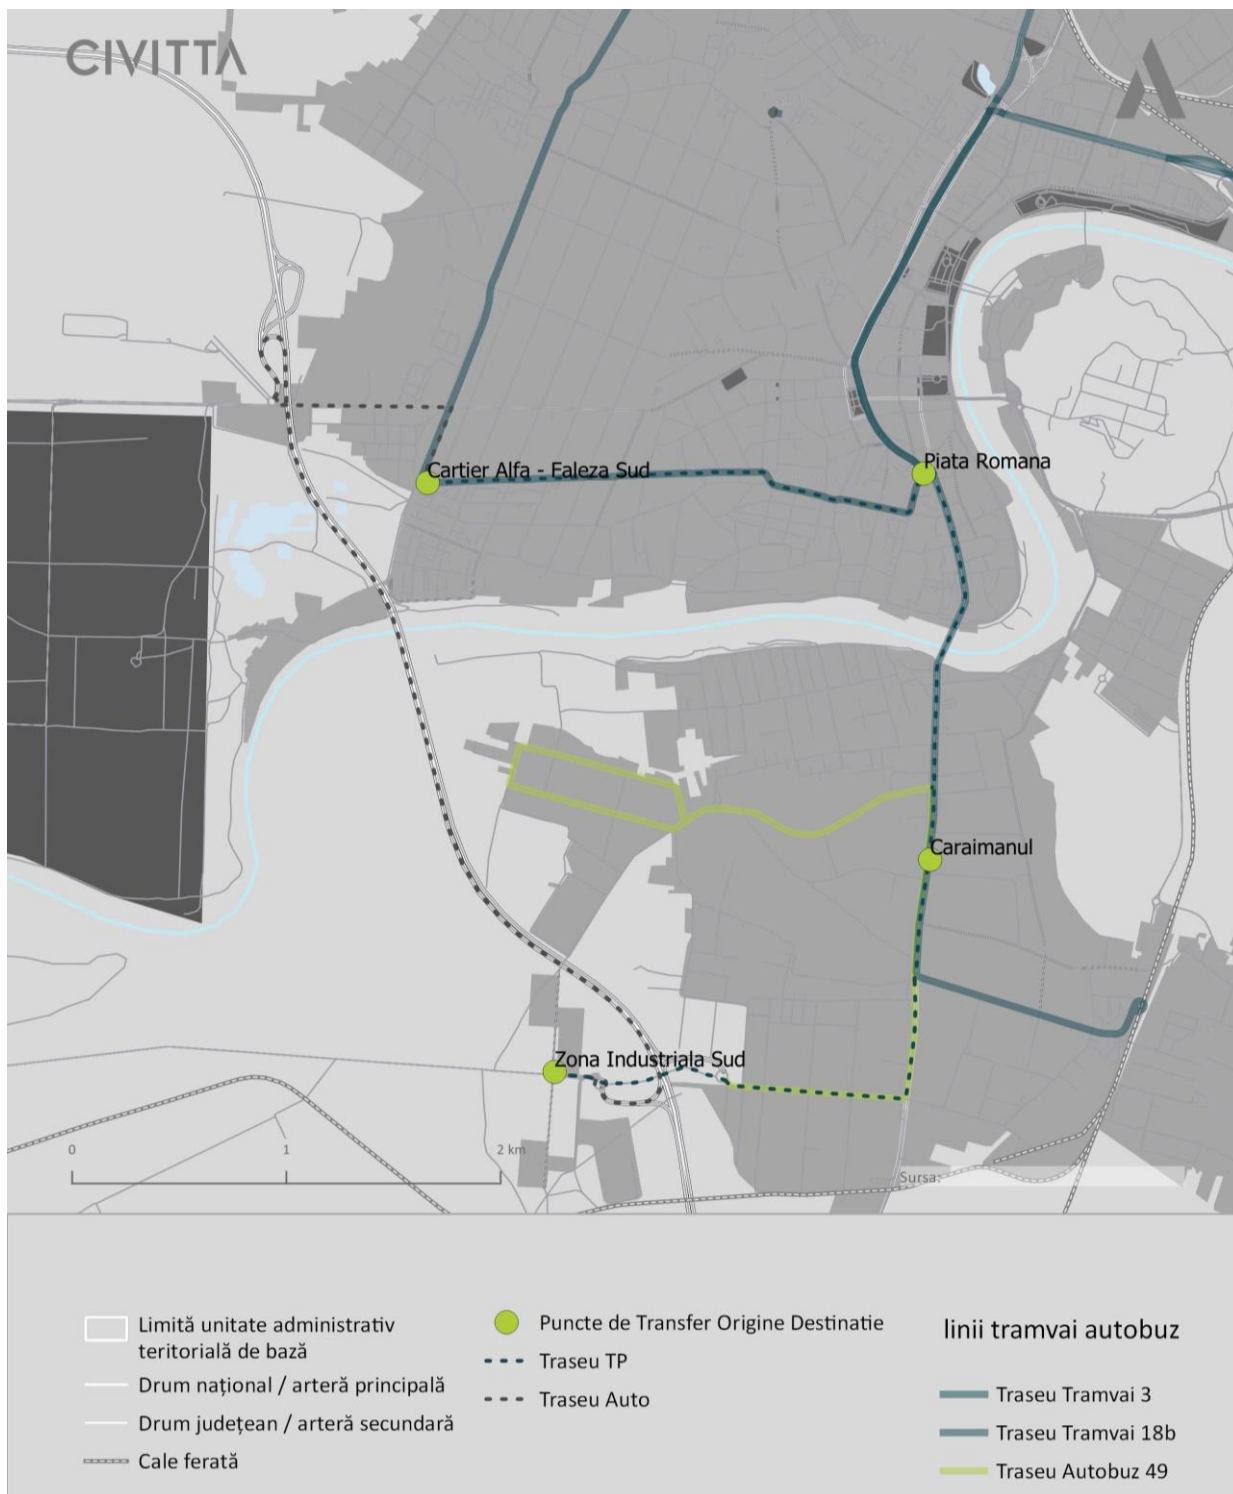 CIVITTA
Cartier Alfa - Faleza Sud
Piata Romana
Caraimanul
Zona Industriala Sud
0 1 2 km
Sursa:
Limită unitate administrativ
teritorială de bază
Drum național / arteră principală
Drum județean / arteră secundară
Cale ferată
Puncte de Transfer Origine Destinatie
Traseu TP
Traseu Auto
linii tramvai autobuz
Traseu Tramvai 3
Traseu Tramvai 18b
Traseu Autobuz 49